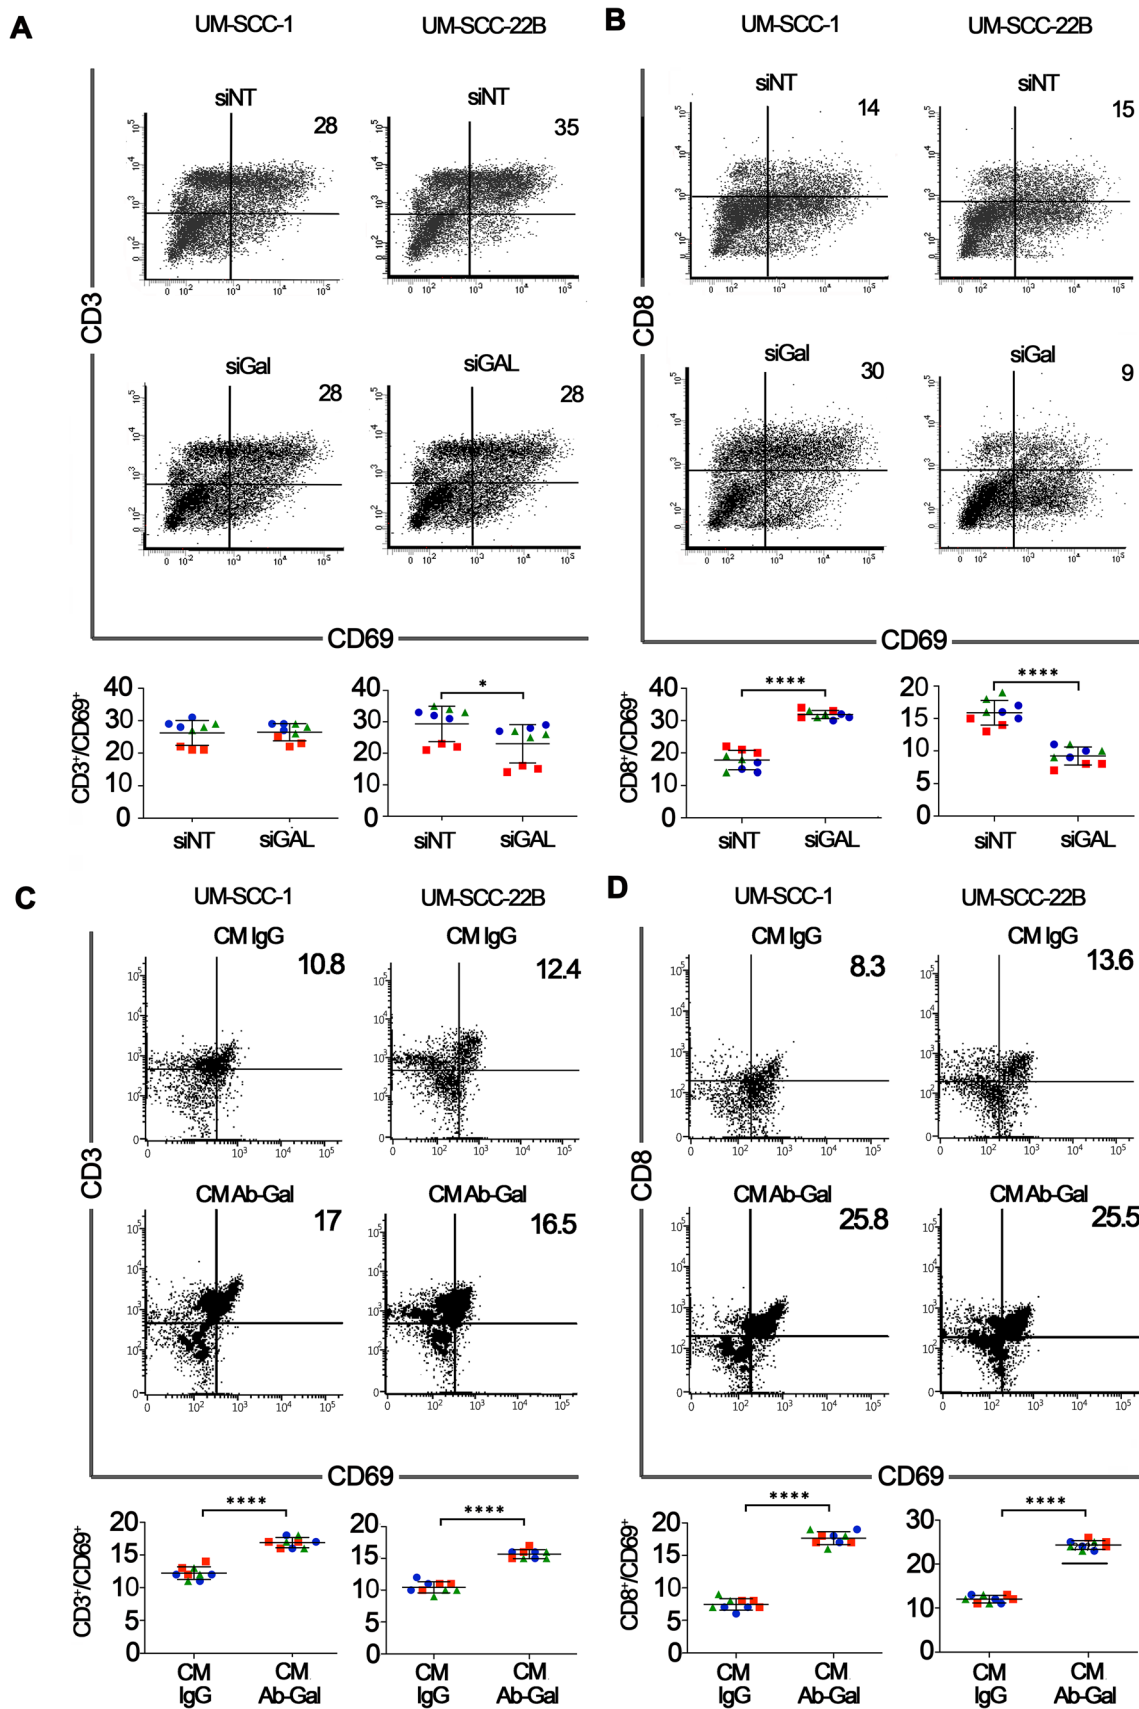 A
UM-SCC-1
UM-SCC-22B
siNT
28
siNT
35
CD3
siGal
28
siGAL
28
CD69
CD3+/CD69+
40
30
20
10
0
siNT
siGAL
*
40
30
20
10
0
siNT
siGAL
B
UM-SCC-1
UM-SCC-22B
siNT
14
siNT
15
CD8
siGal
30
siGal
9
CD69
CD8+/CD69+
****
40
30
20
10
0
siNT
siGAL
****
20
15
10
5
0
siNT
siGAL
C
UM-SCC-1
UM-SCC-22B
CM IgG
10.8
CM IgG
12.4
CD3
CM Ab-Gal
17
CM Ab-Gal
16.5
CD69
CD3+/CD69+
****
20
15
10
5
0
CM
IgG
CM
Ab-Gal
****
20
15
10
5
0
CM
IgG
CM
Ab-Gal
D
UM-SCC-1
UM-SCC-22B
CM IgG
8.3
CM IgG
13.6
CD8
CM Ab-Gal
25.8
CM Ab-Gal
25.5
CD69
CD8+/CD69+
****
20
15
10
5
0
CM
IgG
CM
Ab-Gal
****
30
20
10
0
CM
IgG
CM
Ab-Gal